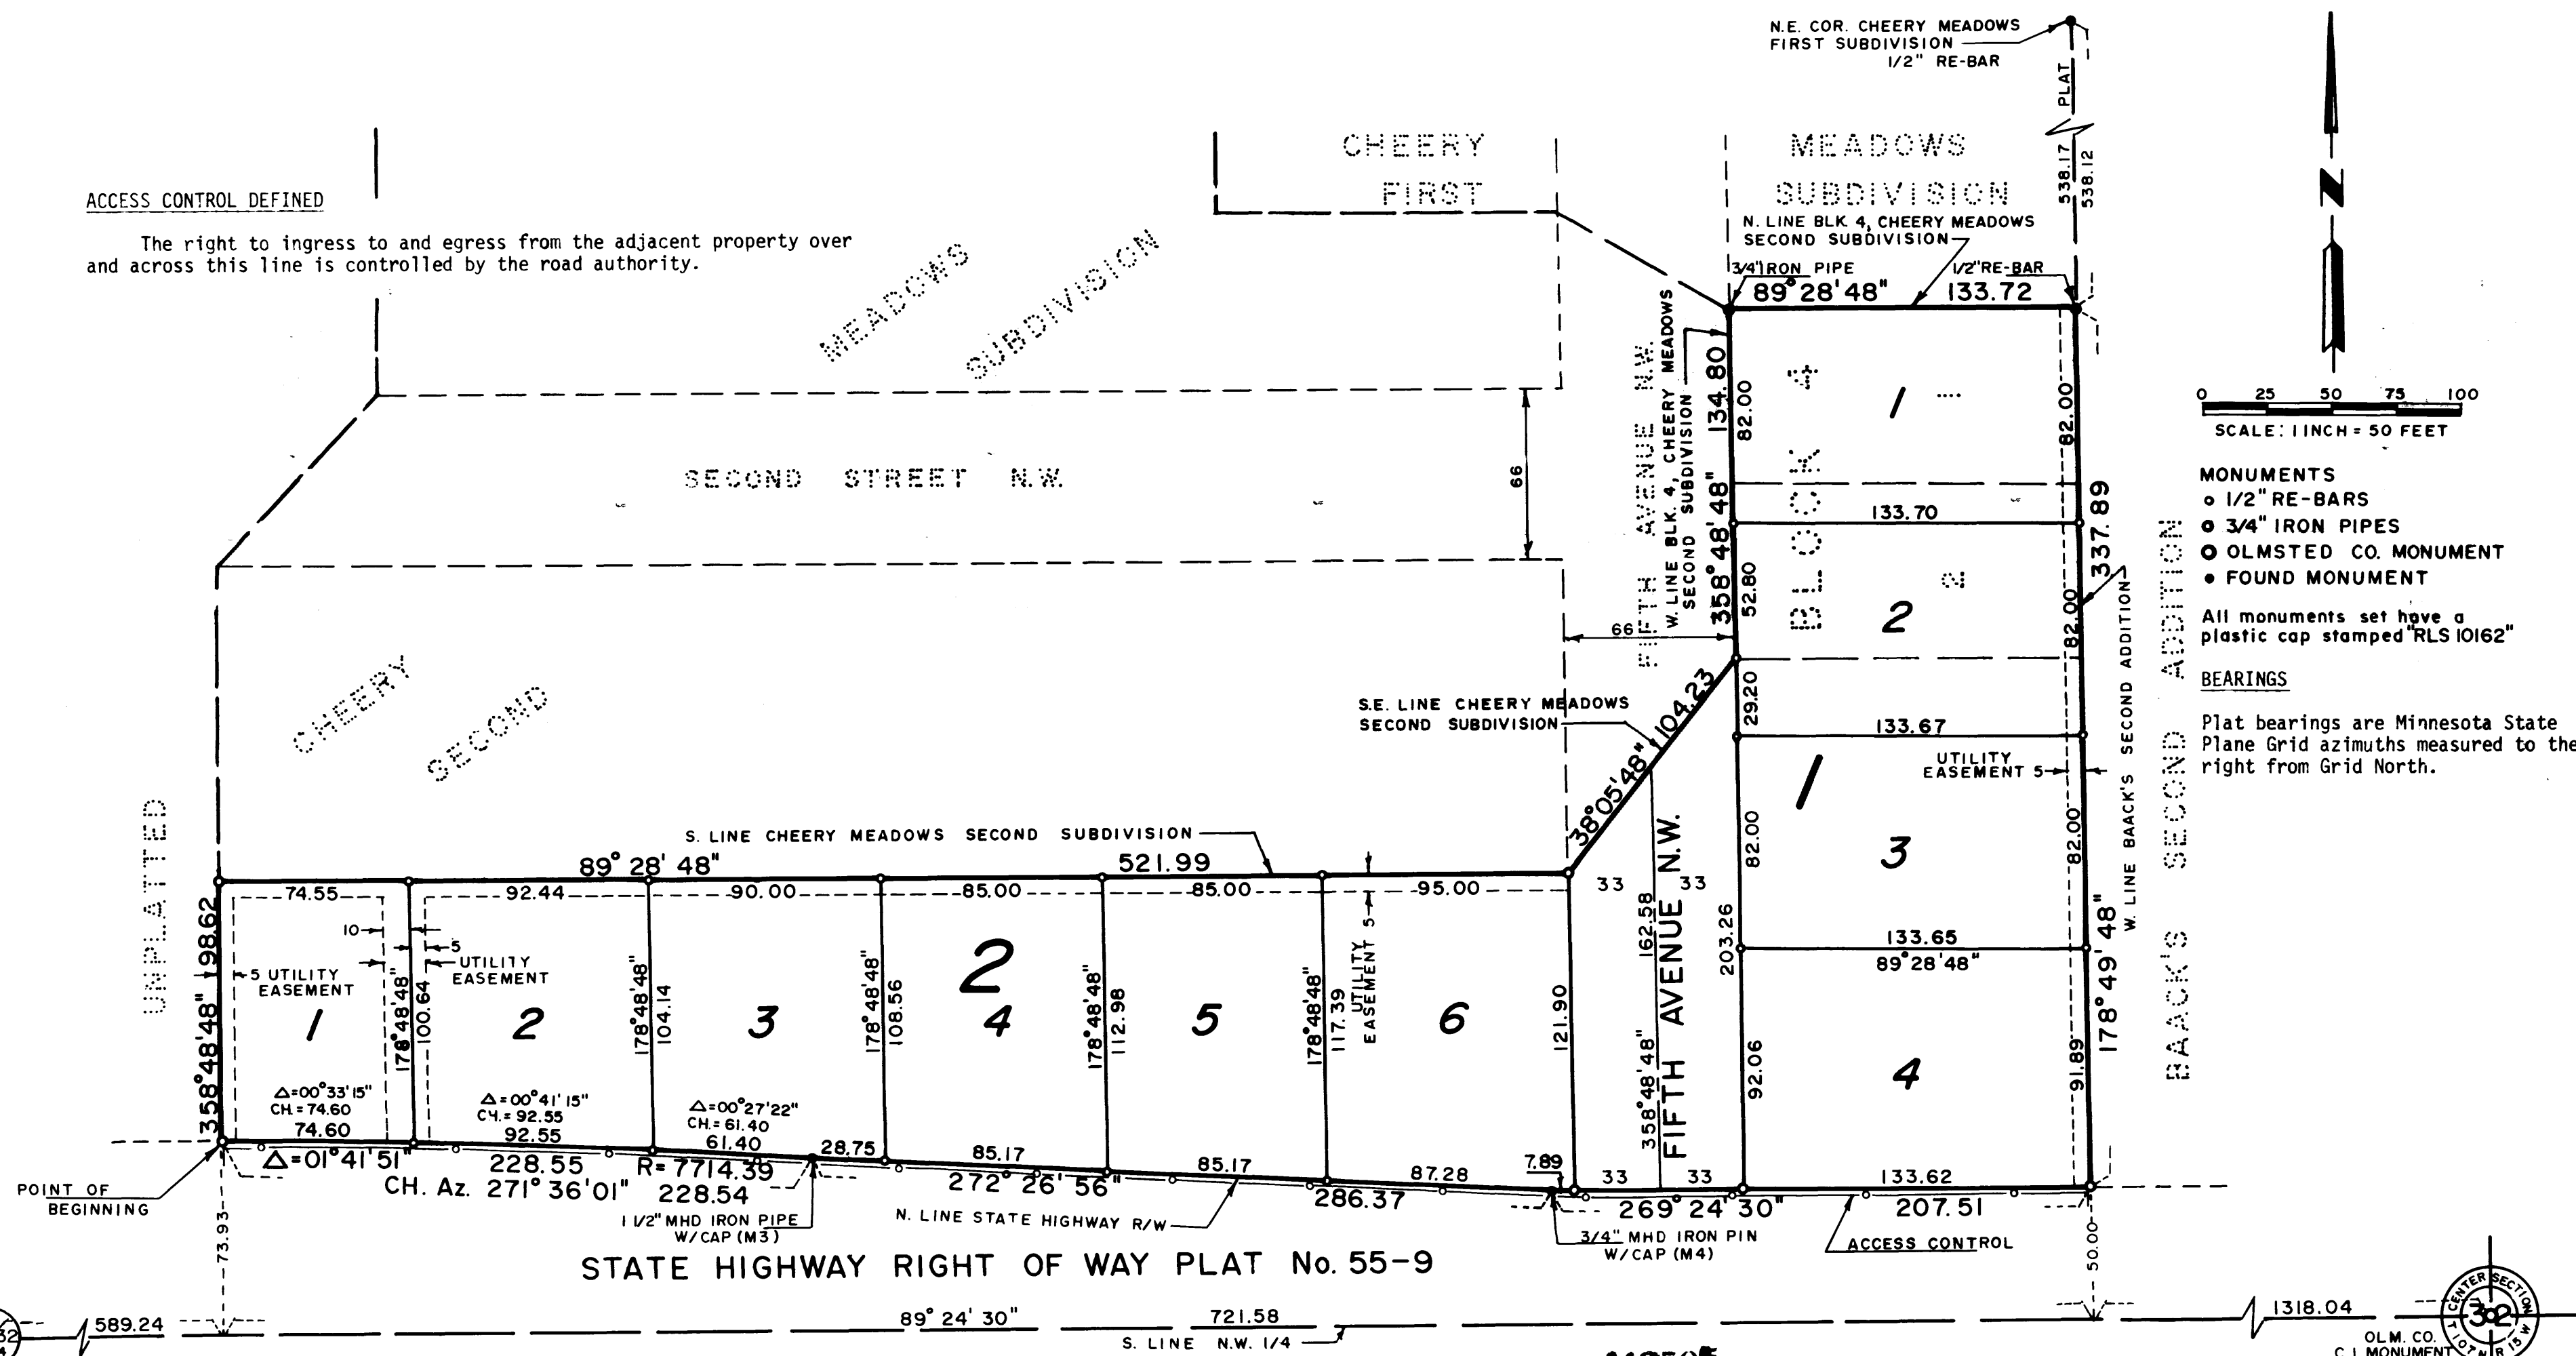 N.E. COR. CHEERY MEADOWS
FIRST SUBDIVISION
1/2" RE-BAR
538.17 PLAT
538.12
CHEERY MEADOWS
FIRST SUBDIVISION
ACCESS CONTROL DEFINED
The right to ingress to and egress from the adjacent property over
and across this line is controlled by the road authority.
N. LINE BLK. 4, CHEERY MEADOWS
SECOND SUBDIVISION
3/4" IRON PIPE
1/2" RE-BAR
89°28'48" 133.72
N
0 25 50 75 100
SCALE: 1 INCH = 50 FEET
MONUMENTS
1/2" RE-BARS
3/4" IRON PIPES
OLMSTED CO. MONUMENT
FOUND MONUMENT
All monuments set have a
plastic cap stamped "RLS 10162"
BEARINGS
Plat bearings are Minnesota State
Plane Grid azimuths measured to the
right from Grid North.
MEADOWS
SUBDIVISION
SECOND STREET N.W.
66
CHEERY
SECOND
UNPLATTED
FIFTH AVENUE N.W.
W. LINE BLK. 4, CHEERY MEADOWS
SECOND SUBDIVISION
358°48'48" 134.80
82.00
BLOCK 4
1
1
82.00
133.70
52.80
2
2
82.00
337.89
66
29.20
133.67
UTILITY
EASEMENT 5
1
82.00
3
82.00
133.65
89°28'48"
203.26
92.06
4
91.89
178°49'48"
W. LINE BAACK'S SECOND ADDITION
BAACK'S SECOND ADDITION
S.E. LINE CHEERY MEADOWS
SECOND SUBDIVISION
38°05'48" 104.23
S. LINE CHEERY MEADOWS SECOND SUBDIVISION
89°28'48" 521.99
74.55 92.44 90.00 85.00 85.00 95.00
33 33
358°48'48" 98.62
5 UTILITY
EASEMENT
10
5
UTILITY
EASEMENT
178°48'48"
100.64
178°48'48"
104.14
178°48'48"
108.56
178°48'48"
112.98
178°48'48"
117.39
UTILITY
EASEMENT 5
121.90
2
1 2 3 4 5 6
162.58
358°48'48"
FIFTH AVENUE N.W.
Δ=00°33'15"
CH.=74.60
74.60
Δ=00°41'15"
CH.=92.55
92.55
Δ=00°27'22"
CH.=61.40
61.40
28.75 85.17 85.17 87.28 7.89 33 33 133.62
Δ=01°41'51" 228.55 R=7714.39
CH. Az. 271°36'01" 228.54
272°26'56" 286.37
269°24'30" 207.51
POINT OF
BEGINNING
73.93
1 1/2" MHD IRON PIPE
W/CAP (M3)
N. LINE STATE HIGHWAY R/W
3/4" MHD IRON PIN
W/CAP (M4)
ACCESS CONTROL
50.00
STATE HIGHWAY RIGHT OF WAY PLAT No. 55-9
589.24
89°24'30" 721.58
S. LINE N.W. 1/4
1318.04
CENTER SECTION
32
T 107 N R 15 W
OLM. CO.
C.I. MONUMENT
32